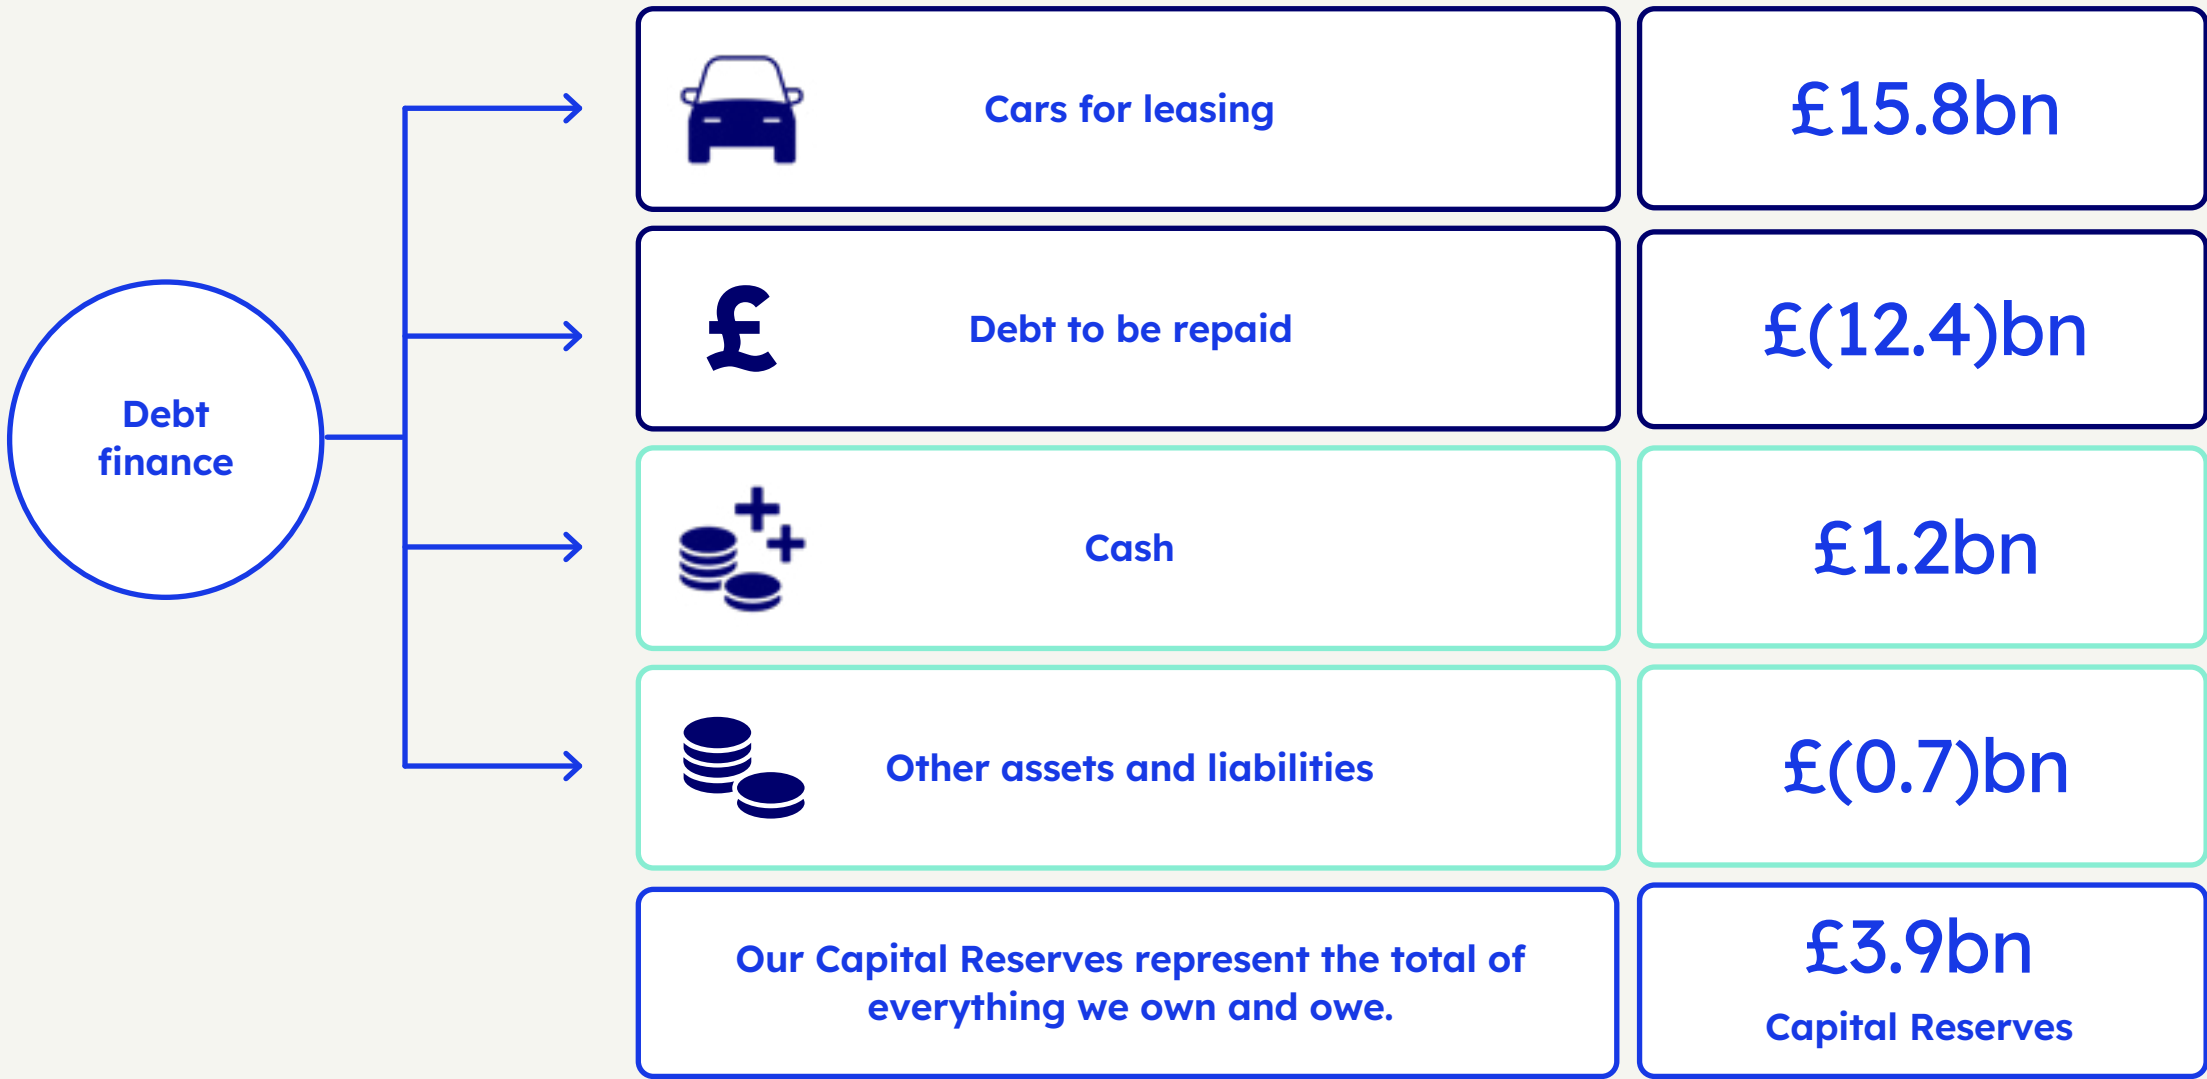 Debt
finance
Cars for leasing
£15.8bn
£
Debt to be repaid
£(12.4)bn
Cash
£1.2bn
Other assets and liabilities
£(0.7)bn
Our Capital Reserves represent the total of
everything we own and owe.
£3.9bn
Capital Reserves